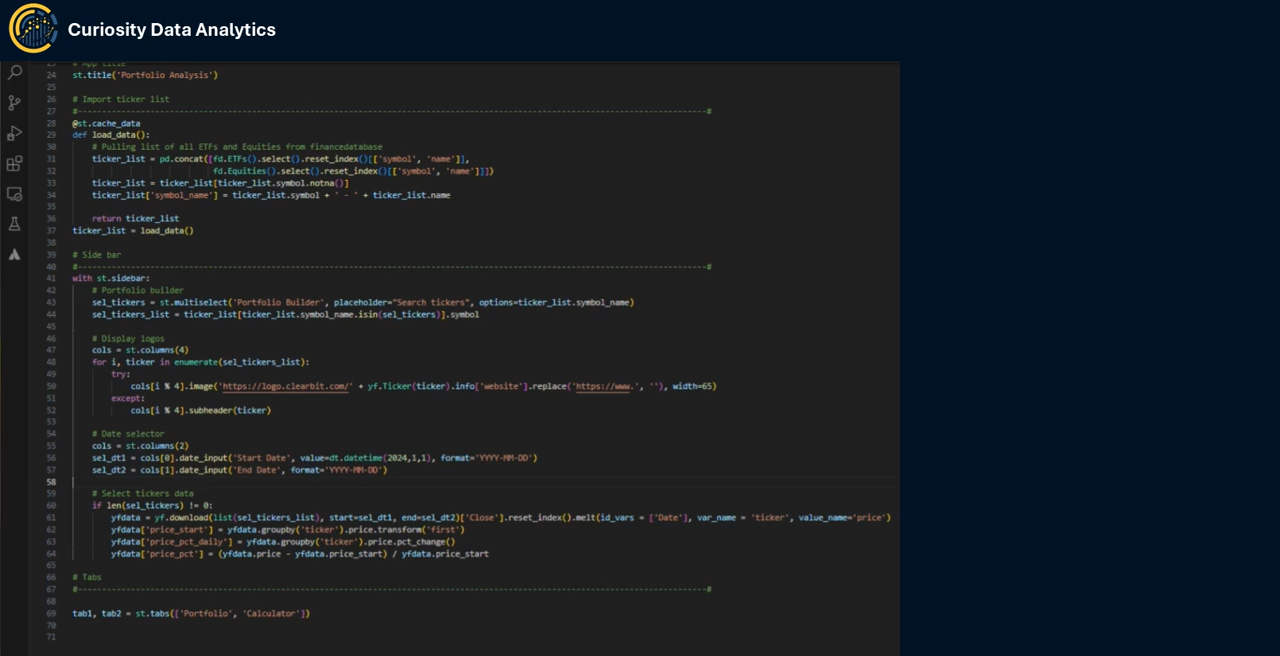 Curiosity Data Analytics
23 # App title
24 st.title('Portfolio Analysis')
25
26 # Import ticker list
27 #------------------------------------------------------------------------------------------------------------------#
28 @st.cache_data
29 def load_data():
30 # Pulling list of all ETFs and Equities from financedatabase
31 ticker_list = pd.concat([fd.ETFs().select().reset_index()[['symbol', 'name']],
32 fd.Equities().select().reset_index()[['symbol', 'name']]])
33 ticker_list = ticker_list[ticker_list.symbol.notna()]
34 ticker_list['symbol_name'] = ticker_list.symbol + ' - ' + ticker_list.name
35
36 return ticker_list
37 ticker_list = load_data()
38
39 # Side bar
40 #------------------------------------------------------------------------------------------------------------------#
41 with st.sidebar:
42 # Portfolio builder
43 sel_tickers = st.multiselect('Portfolio Builder', placeholder="Search tickers", options=ticker_list.symbol_name)
44 sel_tickers_list = ticker_list[ticker_list.symbol_name.isin(sel_tickers)].symbol
45
46 # Display logos
47 cols = st.columns(4)
48 for i, ticker in enumerate(sel_tickers_list):
49 try:
50 cols[i % 4].image('https://logo.clearbit.com/' + yf.Ticker(ticker).info['website'].replace('https://www.', ''), width=65)
51 except:
52 cols[i % 4].subheader(ticker)
53
54 # Date selector
55 cols = st.columns(2)
56 sel_dt1 = cols[0].date_input('Start Date', value=dt.datetime(2024,1,1), format='YYYY-MM-DD')
57 sel_dt2 = cols[1].date_input('End Date', format='YYYY-MM-DD')
58
59 # Select tickers data
60 if len(sel_tickers) != 0:
61 yfdata = yf.download(list(sel_tickers_list), start=sel_dt1, end=sel_dt2)['Close'].reset_index().melt(id_vars = ['Date'], var_name = 'ticker', value_name='price')
62 yfdata['price_start'] = yfdata.groupby('ticker').price.transform('first')
63 yfdata['price_pct_daily'] = yfdata.groupby('ticker').price.pct_change()
64 yfdata['price_pct'] = (yfdata.price - yfdata.price_start) / yfdata.price_start
65
66 # Tabs
67 #------------------------------------------------------------------------------------------------------------------#
68
69 tab1, tab2 = st.tabs(['Portfolio', 'Calculator'])
70
71